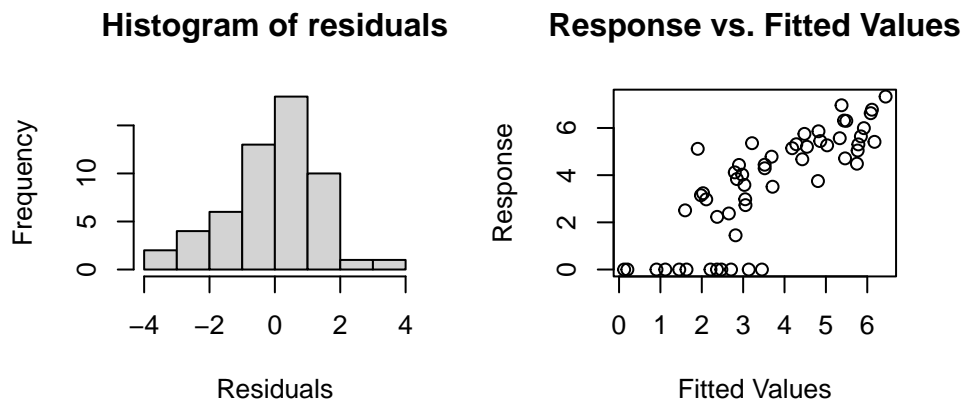 Histogram of residuals
Frequency
0 5 10
−4 −2 0 2 4
Residuals
Response vs. Fitted Values
Response
0 2 4 6
0 1 2 3 4 5 6
Fitted Values